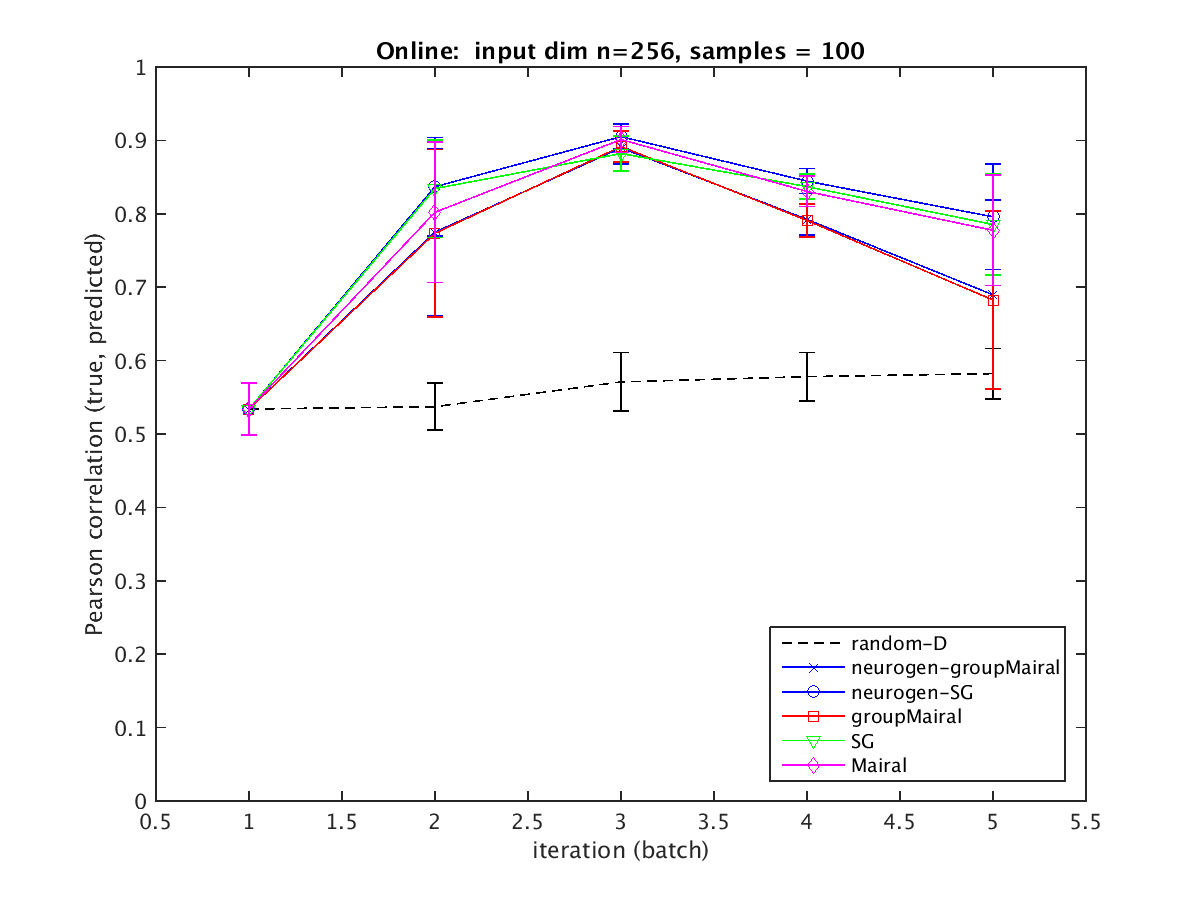 Online:  input dim n=256, samples = 100
1
0.9
0.8
0.7
0.6
0.5
0.4
0.3
0.2
0.1
0
Pearson correlation (true, predicted)
random-D
neurogen-groupMairal
neurogen-SG
groupMairal
SG
Mairal
0.5 1 1.5 2 2.5 3 3.5 4 4.5 5 5.5
iteration (batch)